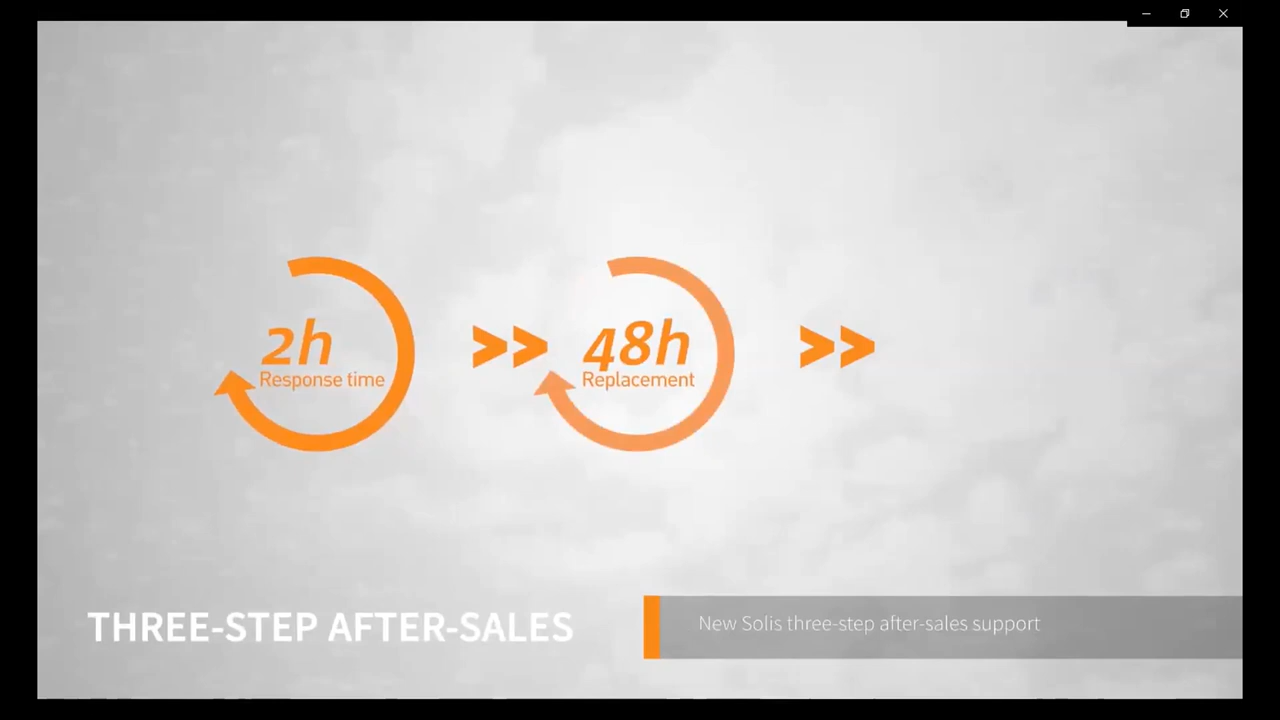 2h
Response time
48h
Replacement
THREE-STEP AFTER-SALES
New Solis three-step after-sales support